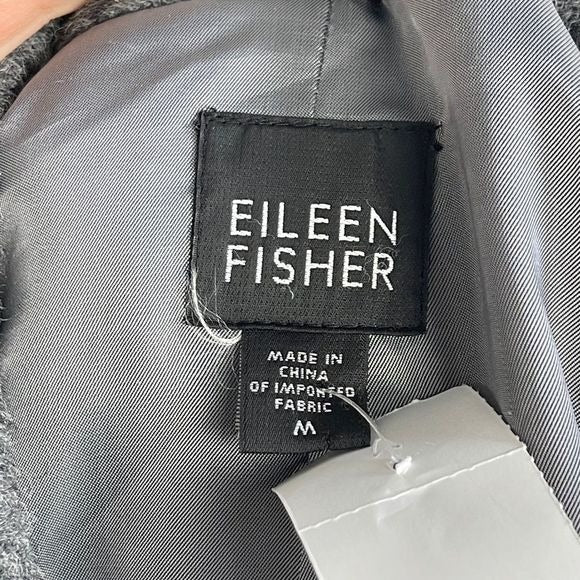 EILEEN
FISHER
MADE IN
CHINA
OF IMPORTED
FABRIC
M